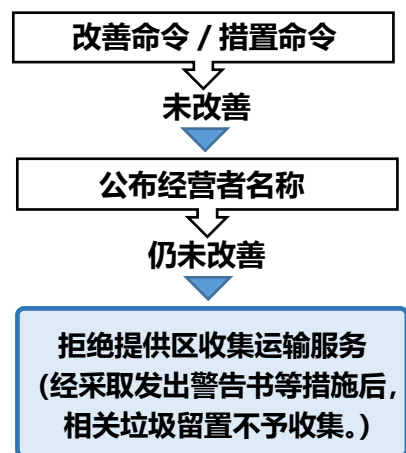 改善命令 / 措置命令
未改善
公布经营者名称
仍未改善
拒绝提供区收集运输服务
（经采取发出警告书等措施后，
相关垃圾留置不予收集。）